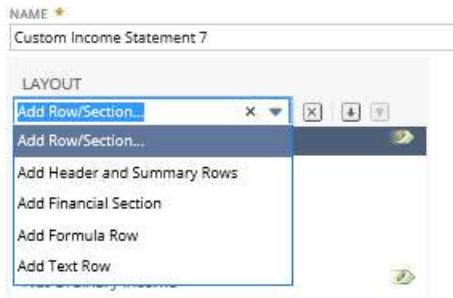 NAME *
Custom Income Statement 7
LAYOUT
Add Row/Section...
Add Row/Section...
Add Header and Summary Rows
Add Financial Section
Add Formula Row
Add Text Row